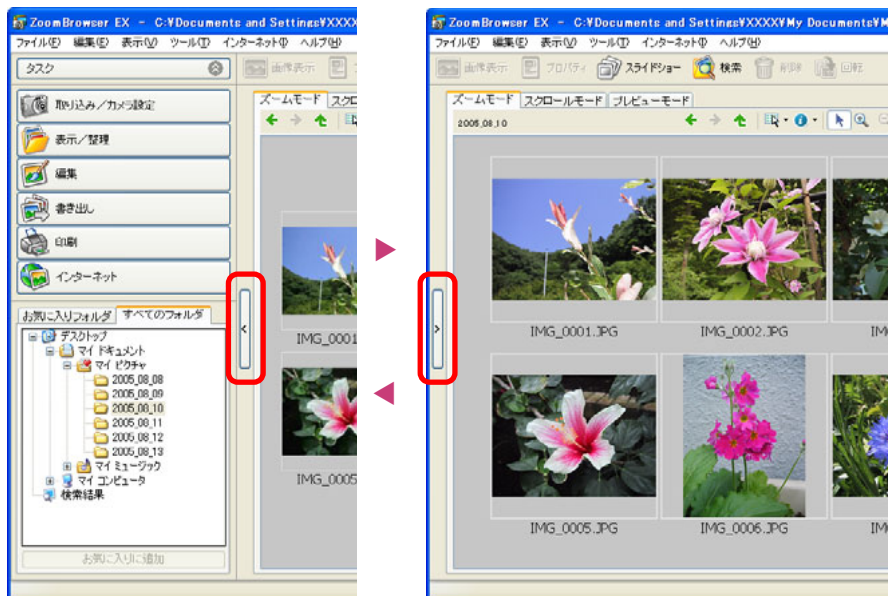 ZoomBrowser EX - C:¥Documents and Settings¥XXXX
ファイル(F) 編集(E) 表示(V) ツール(T) インターネット(I) ヘルプ(H)
タスク
画像表示
取り込み/カメラ設定
表示/整理
編集
書き出し
印刷
インターネット
お気に入りフォルダ すべてのフォルダ
デスクトップ
マイ ドキュメント
マイ ピクチャ
2005_08_08
2005_08_09
2005_08_10
2005_08_11
2005_08_12
2005_08_13
マイ ミュージック
マイ コンピュータ
検索結果
お気に入りに追加
ズームモード スクロ
<
IMG_0001
IMG_0005
ZoomBrowser EX - C:¥Documents and Settings¥XXXX¥My Documents¥M
ファイル(F) 編集(E) 表示(V) ツール(T) インターネット(I) ヘルプ(H)
画像表示 プロパティ スライドショー 検索 削除 回転
ズームモード スクロールモード プレビューモード
2005_08_10
>
IMG_0001.JPG IMG_0002.JPG IM
IMG_0005.JPG IMG_0006.JPG IM